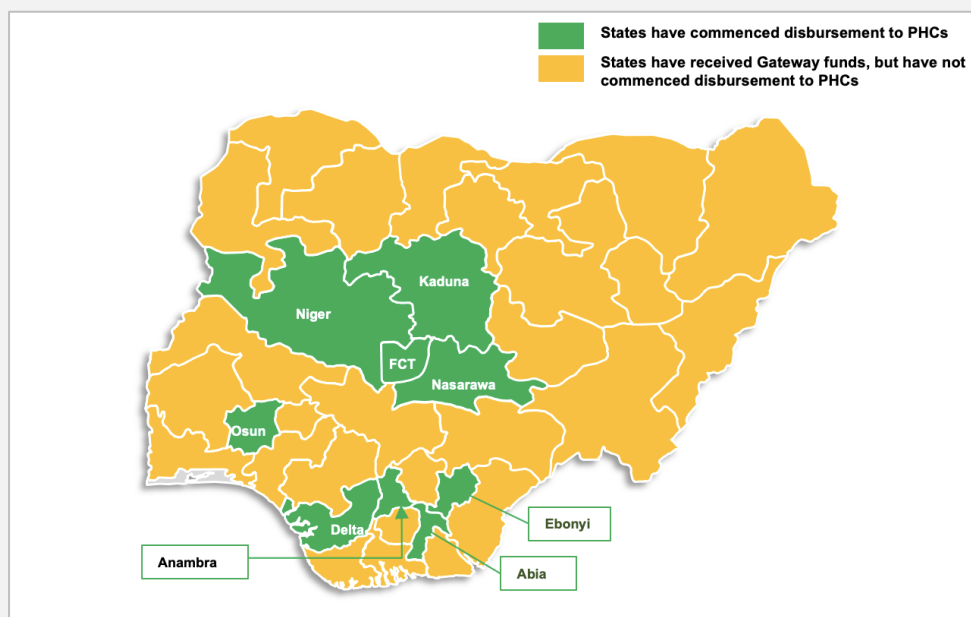 States have commenced disbursement to PHCs
States have received Gateway funds, but have not
commenced disbursement to PHCs
Kaduna
Niger
FCT
Nasarawa
Osun
Delta
Ebonyi
Anambra
Abia